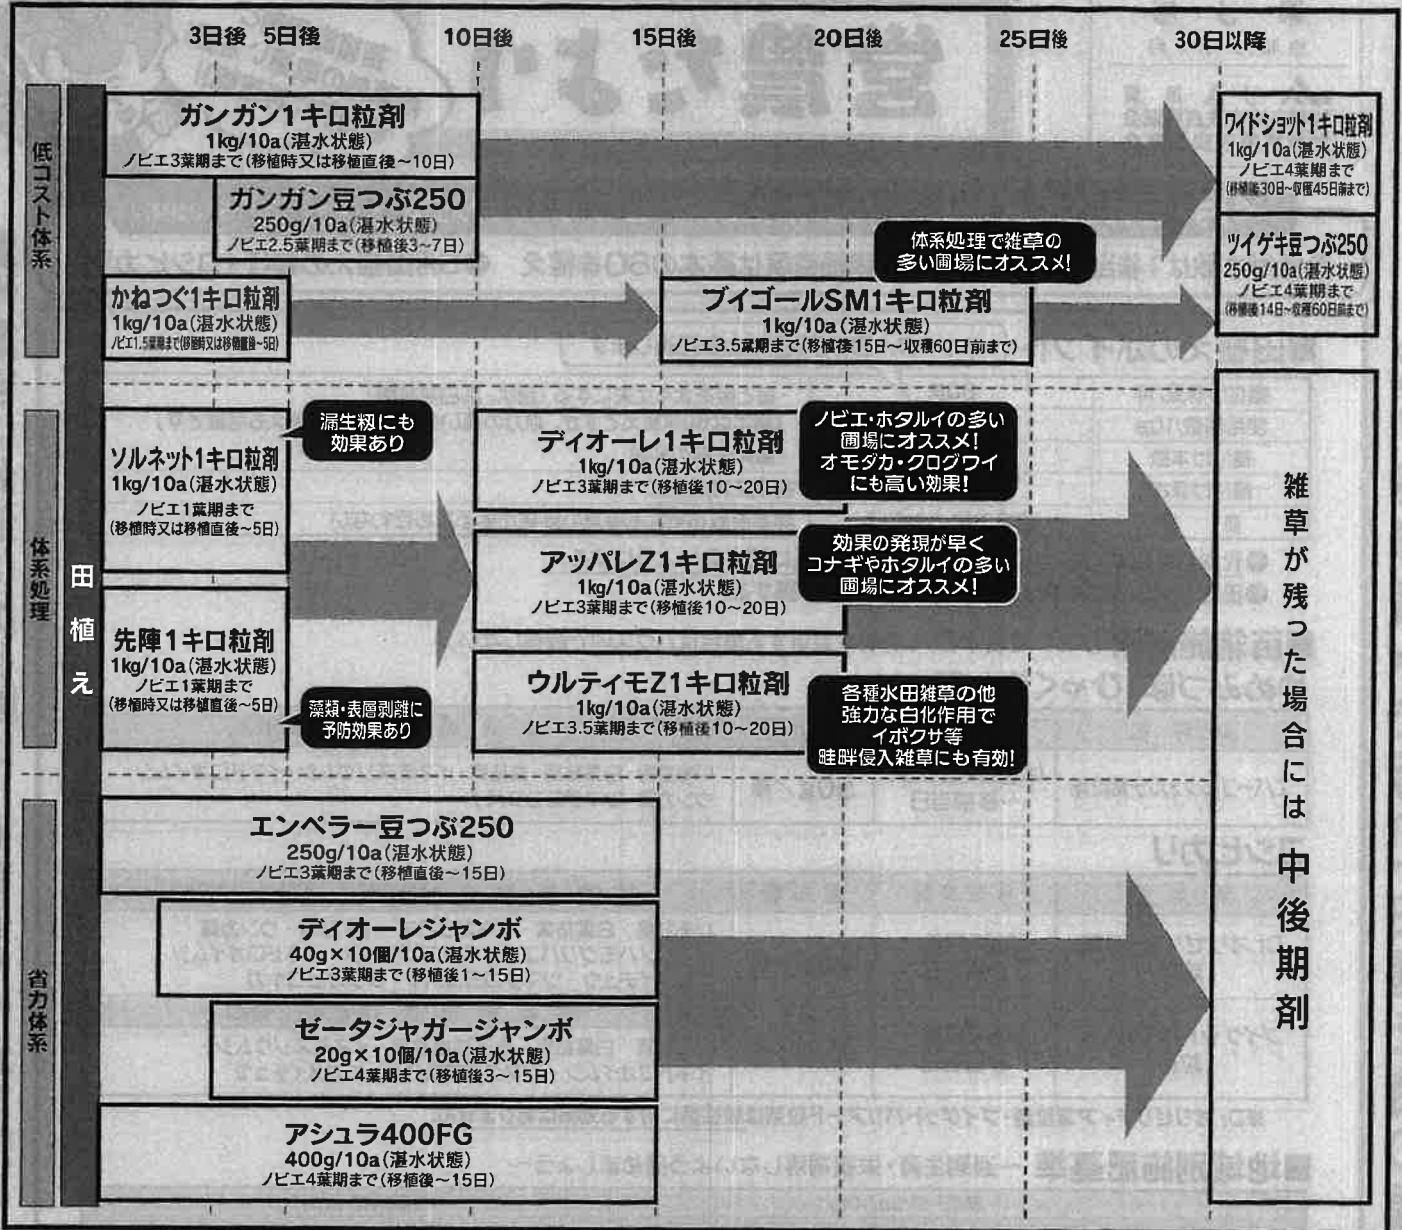 3日後
5日後
10日後
15日後
20日後
25日後
30日以降
田植え
低コスト体系
ガンガン1キロ粒剤
1kg/10a(湛水状態)
ノビエ3葉期まで(移植時又は移植直後～10日)
ガンガン豆つぶ250
250g/10a(湛水状態)
ノビエ2.5葉期まで(移植後3～7日)
かねつぐ1キロ粒剤
1kg/10a(湛水状態)
ノビエ1.5葉期まで(移植時又は移植直後～5日)
体系処理で雑草の
多い圃場にオススメ!
ブイゴールSM1キロ粒剤
1kg/10a(湛水状態)
ノビエ3.5葉期まで(移植後15日～収穫60日前まで)
ワイドショット1キロ粒剤
1kg/10a(湛水状態)
ノビエ4葉期まで
(移植後30日～収穫45日前まで)
ツイゲキ豆つぶ250
250g/10a(湛水状態)
ノビエ4葉期まで
(移植後14日～収穫60日前まで)
体系処理
ソルネット1キロ粒剤
1kg/10a(湛水状態)
ノビエ1葉期まで
(移植時又は移植直後～5日)
漏生籾にも
効果あり
先陣1キロ粒剤
1kg/10a(湛水状態)
ノビエ1葉期まで
(移植時又は移植直後～5日)
藻類・表層剥離に
予防効果あり
ディオーレ1キロ粒剤
1kg/10a(湛水状態)
ノビエ3葉期まで(移植後10～20日)
ノビエ・ホタルイの多い
圃場にオススメ!
オモダカ・クログワイ
にも高い効果!
アッパレZ1キロ粒剤
1kg/10a(湛水状態)
ノビエ3葉期まで(移植後10～20日)
効果の発現が早く
コナギやホタルイの多い
圃場にオススメ!
ウルティモZ1キロ粒剤
1kg/10a(湛水状態)
ノビエ3.5葉期まで(移植後10～20日)
各種水田雑草の他
強力な白化作用で
イボクサ等
畦畔侵入雑草にも有効!
省力体系
エンペラー豆つぶ250
250g/10a(湛水状態)
ノビエ3葉期まで(移植直後～15日)
ディオーレジャンボ
40g×10個/10a(湛水状態)
ノビエ3葉期まで(移植後1～15日)
ゼータジャガージャンボ
20g×10個/10a(湛水状態)
ノビエ4葉期まで(移植後3～15日)
アシュラ400FG
400g/10a(湛水状態)
ノビエ4葉期まで(移植後～15日)
雑草が残った場合には 中後期剤